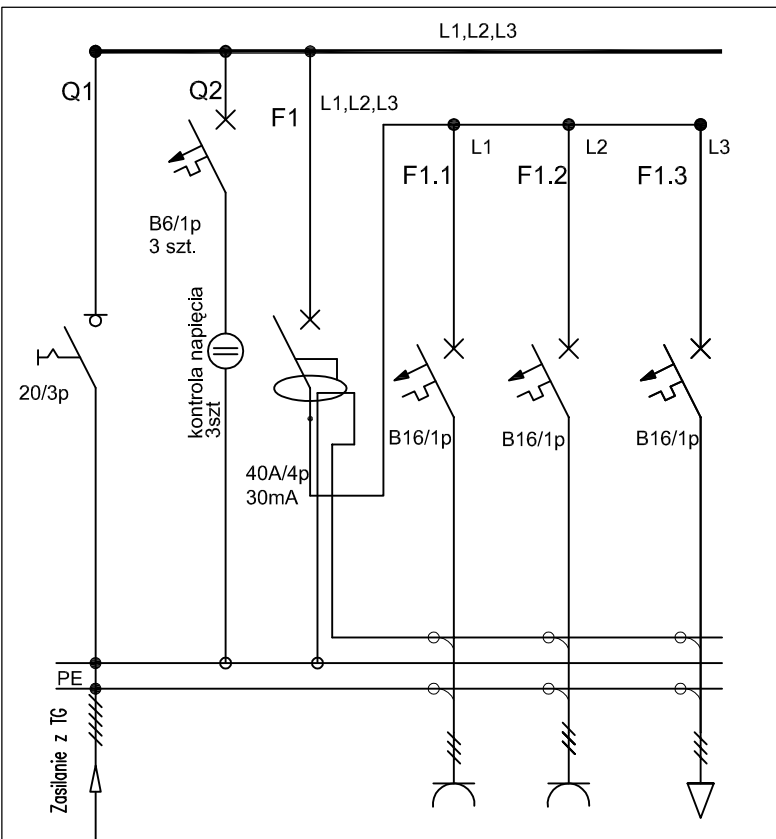 L1,L2,L3
Q1
Q2
F1
L1,L2,L3
L1
L2
L3
F1.1
F1.2
F1.3
B6/1p
3 szt.
kontrola napięcia
3szt
20/3p
B16/1p
B16/1p
B16/1p
40A/4p
30mA
PE
Zasilanie z TG